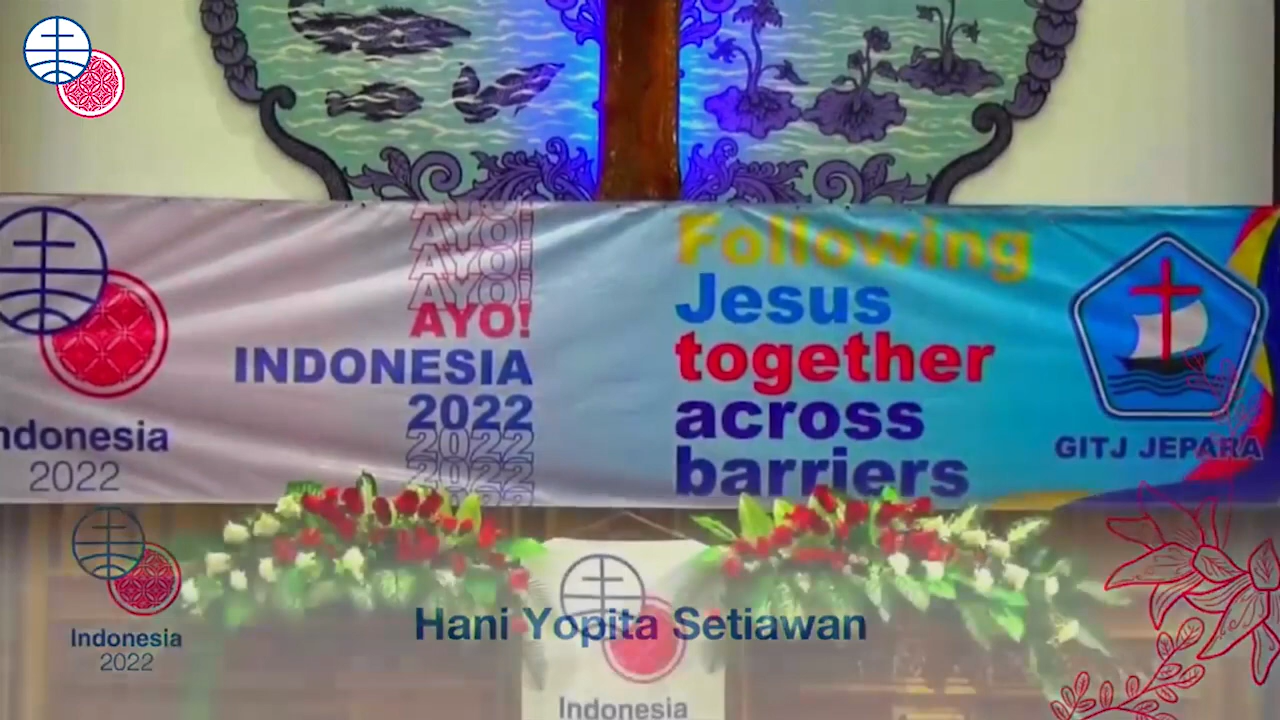 AYO!
AYO!
AYO!
AYO!
INDONESIA
2022
2022
2022
ndonesia
2022
Following
Jesus
together
across
barriers
GITJ JEPARA
Indonesia
2022
Hani Yopita Setiawan
Indonesia